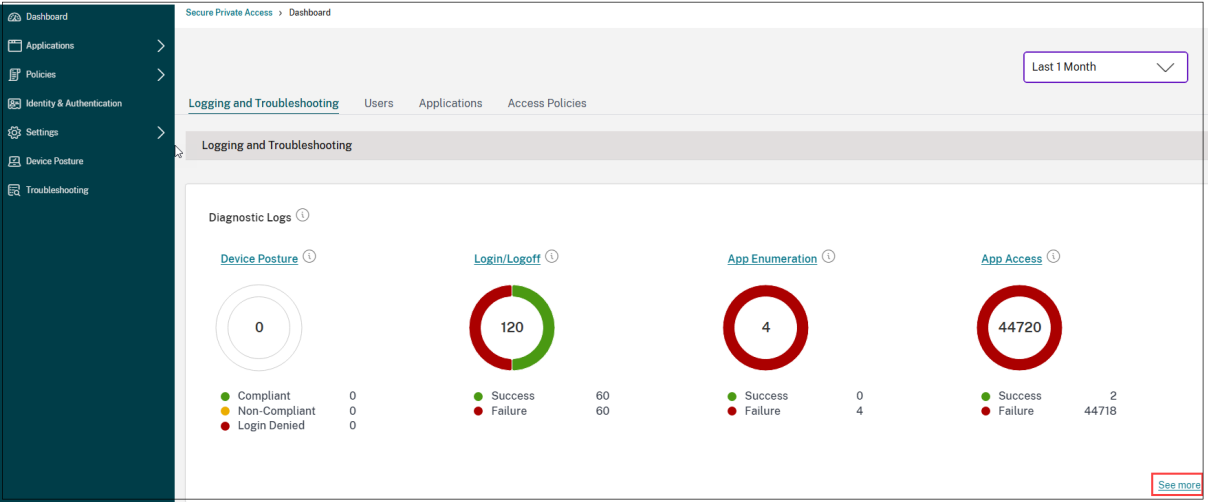 Dashboard
Applications
Policies
Identity & Authentication
Settings
Device Posture
Troubleshooting
Secure Private Access > Dashboard
Last 1 Month
Logging and Troubleshooting Users Applications Access Policies
Logging and Troubleshooting
Diagnostic Logs
Device Posture Login/Logoff App Enumeration App Access
0 120 4 44720
Compliant 0 Success 60 Success 0 Success 2
Non-Compliant 0 Failure 60 Failure 4 Failure 44718
Login Denied 0
See more